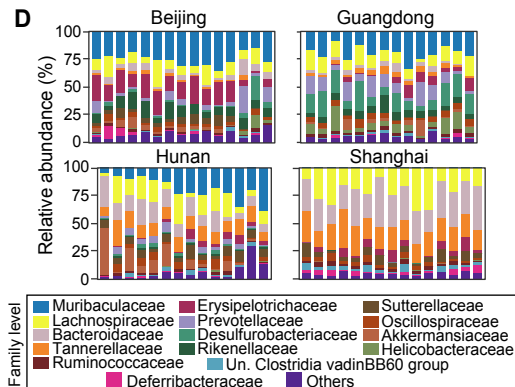 D
Beijing Guangdong
Relative abundance (%)
100
75
50
25
0
Hunan Shanghai
100
75
50
25
0
Family level
Muribaculaceae Erysipelotrichaceae Sutterellaceae
Lachnospiraceae Prevotellaceae Oscillospiraceae
Bacteroidaceae Desulfurobacteriaceae Akkermansiaceae
Tannerellaceae Rikenellaceae Helicobacteraceae
Ruminococcaceae Un. Clostridia vadinBB60 group
Deferribacteraceae Others